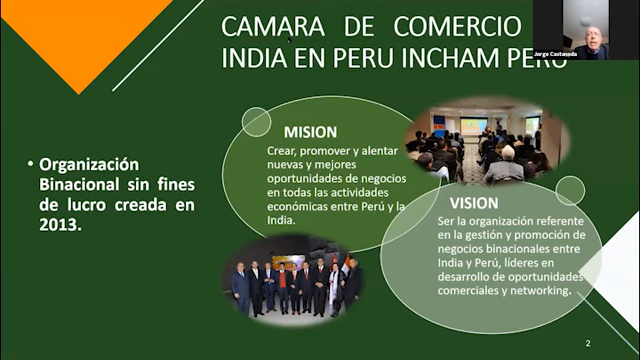 CAMARA DE COMERCIO
INDIA EN PERU INCHAM PERU
Jorge Castaneda
• Organización
Binacional sin fines
de lucro creada en
2013.
MISION
Crear, promover y alentar
nuevas y mejores
oportunidades de negocios
en todas las actividades
económicas entre Perú y la
India.
VISION
Ser la organización referente
en la gestión y promoción de
negocios binacionales entre
India y Perú, líderes en
desarrollo de oportunidades
comerciales y networking.
2